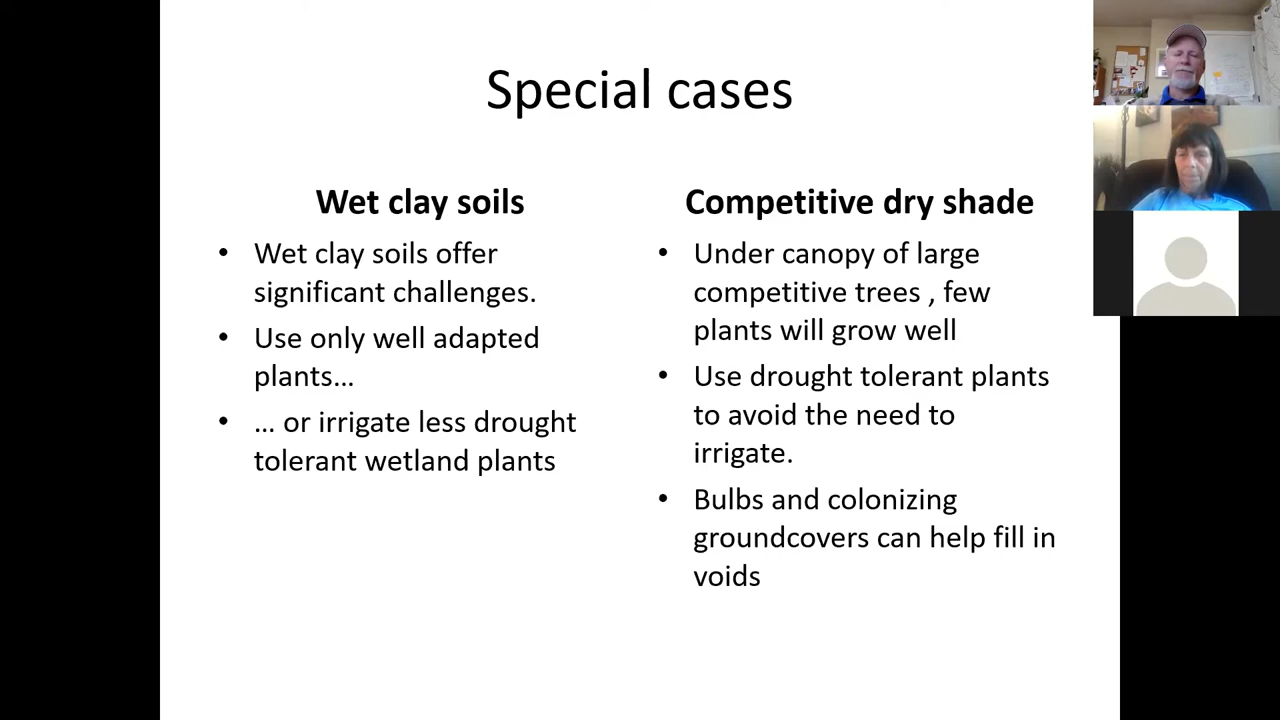 Special cases
Wet clay soils
• Wet clay soils offer
significant challenges.
• Use only well adapted
plants…
• … or irrigate less drought
tolerant wetland plants
Competitive dry shade
• Under canopy of large
competitive trees , few
plants will grow well
• Use drought tolerant plants
to avoid the need to
irrigate.
• Bulbs and colonizing
groundcovers can help fill in
voids